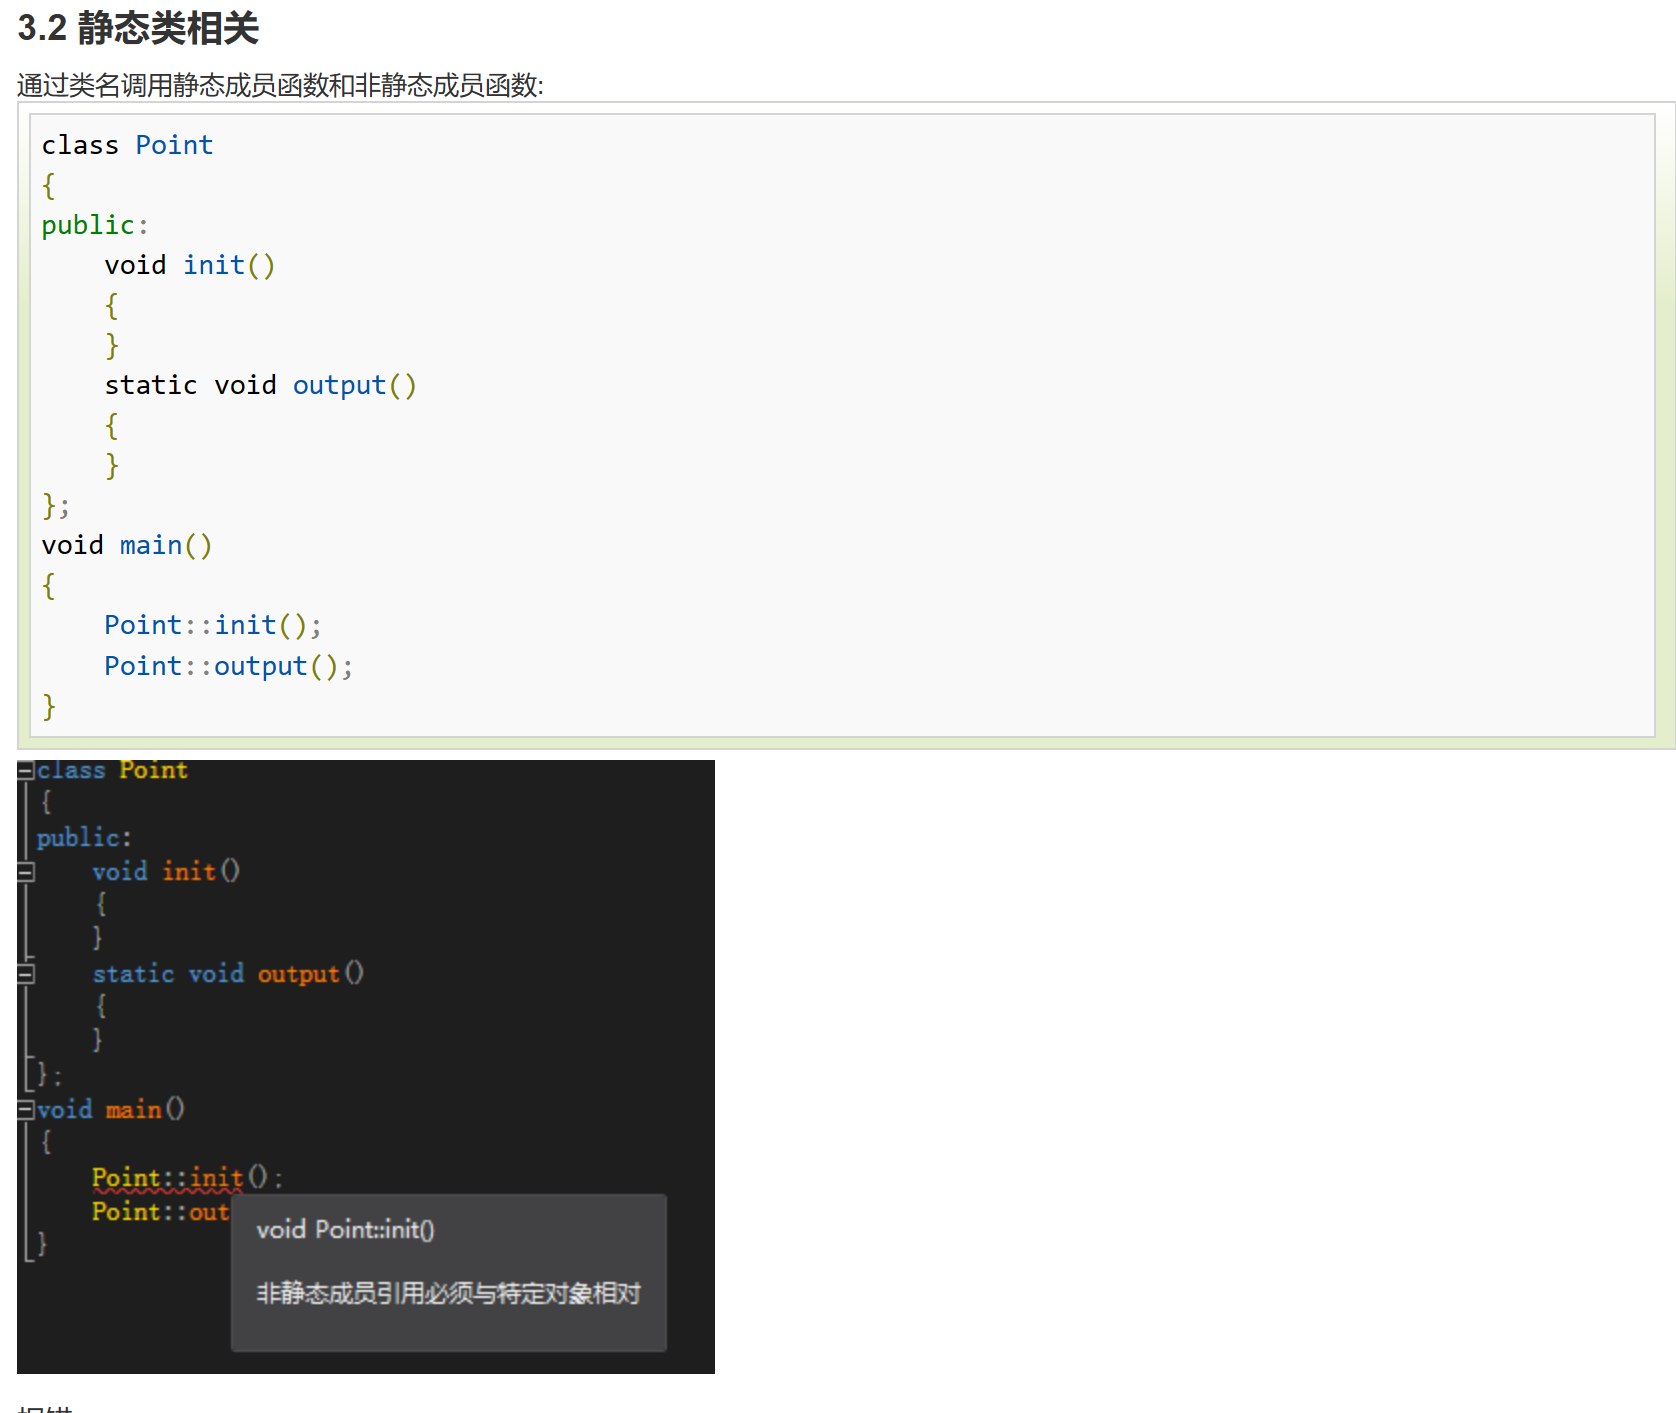 3.2 静态类相关
通过类名调用静态成员函数和非静态成员函数:
class Point
{
public:
    void init()
    {
    }
    static void output()
    {
    }
};
void main()
{
    Point::init();
    Point::output();
}
class Point
{
public:
    void init()
    {
    }
    static void output()
    {
    }
};
void main()
{
    Point::init();
    Point::out
void Point::init()
}
非静态成员引用必须与特定对象相对